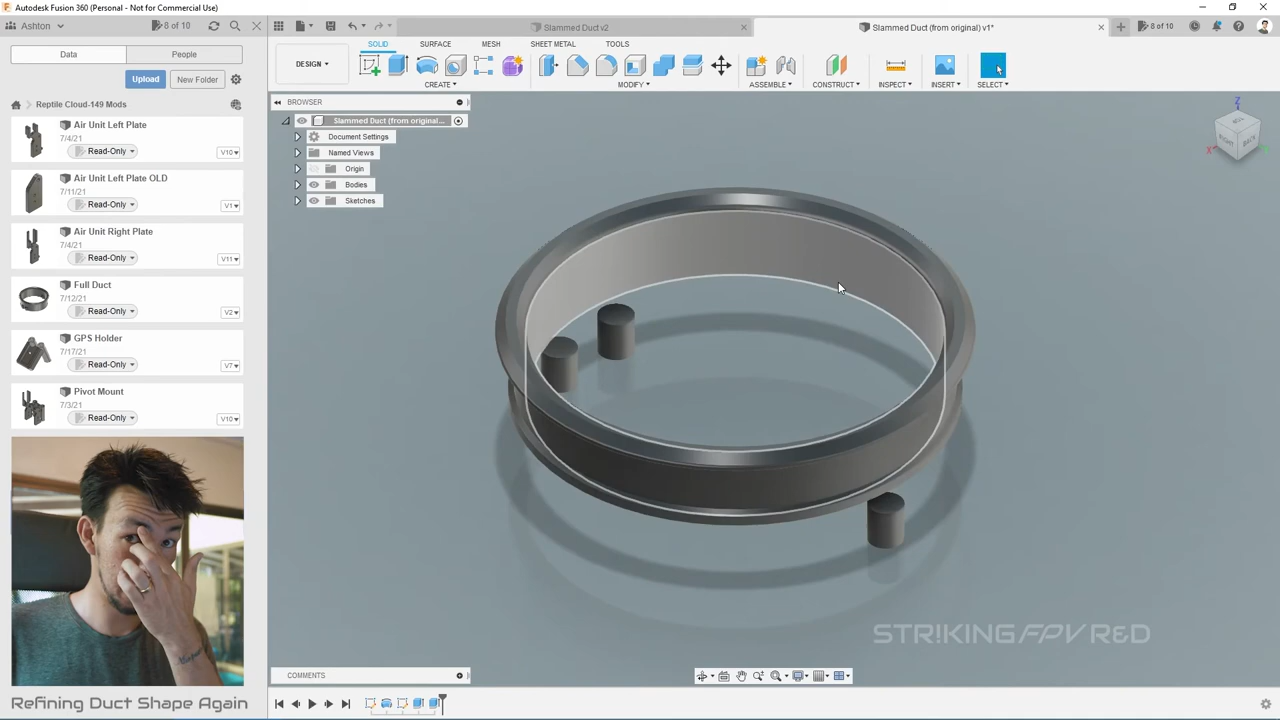 Autodesk Fusion 360 (Personal - Not for Commercial Use)
Ashton
8 of 10
Slammed Duct v2
Slammed Duct (from original) v1*
8 of 10
Data
People
Upload
New Folder
Reptile Cloud-149 Mods
Air Unit Left Plate
7/4/21
Read-Only
V10
Air Unit Left Plate OLD
7/11/21
Read-Only
V1
Air Unit Right Plate
7/4/21
Read-Only
V11
Full Duct
7/12/21
Read-Only
V2
GPS Holder
7/17/21
Read-Only
V7
Pivot Mount
7/3/21
Read-Only
V10
DESIGN
SOLID
SURFACE
MESH
SHEET METAL
TOOLS
CREATE
MODIFY
ASSEMBLE
CONSTRUCT
INSPECT
INSERT
SELECT
BROWSER
Slammed Duct (from original...
Document Settings
Named Views
Origin
Bodies
Sketches
Z
X
RIGHT
BACK
STR!KINGFPV R&D
COMMENTS
Refining Duct Shape Again